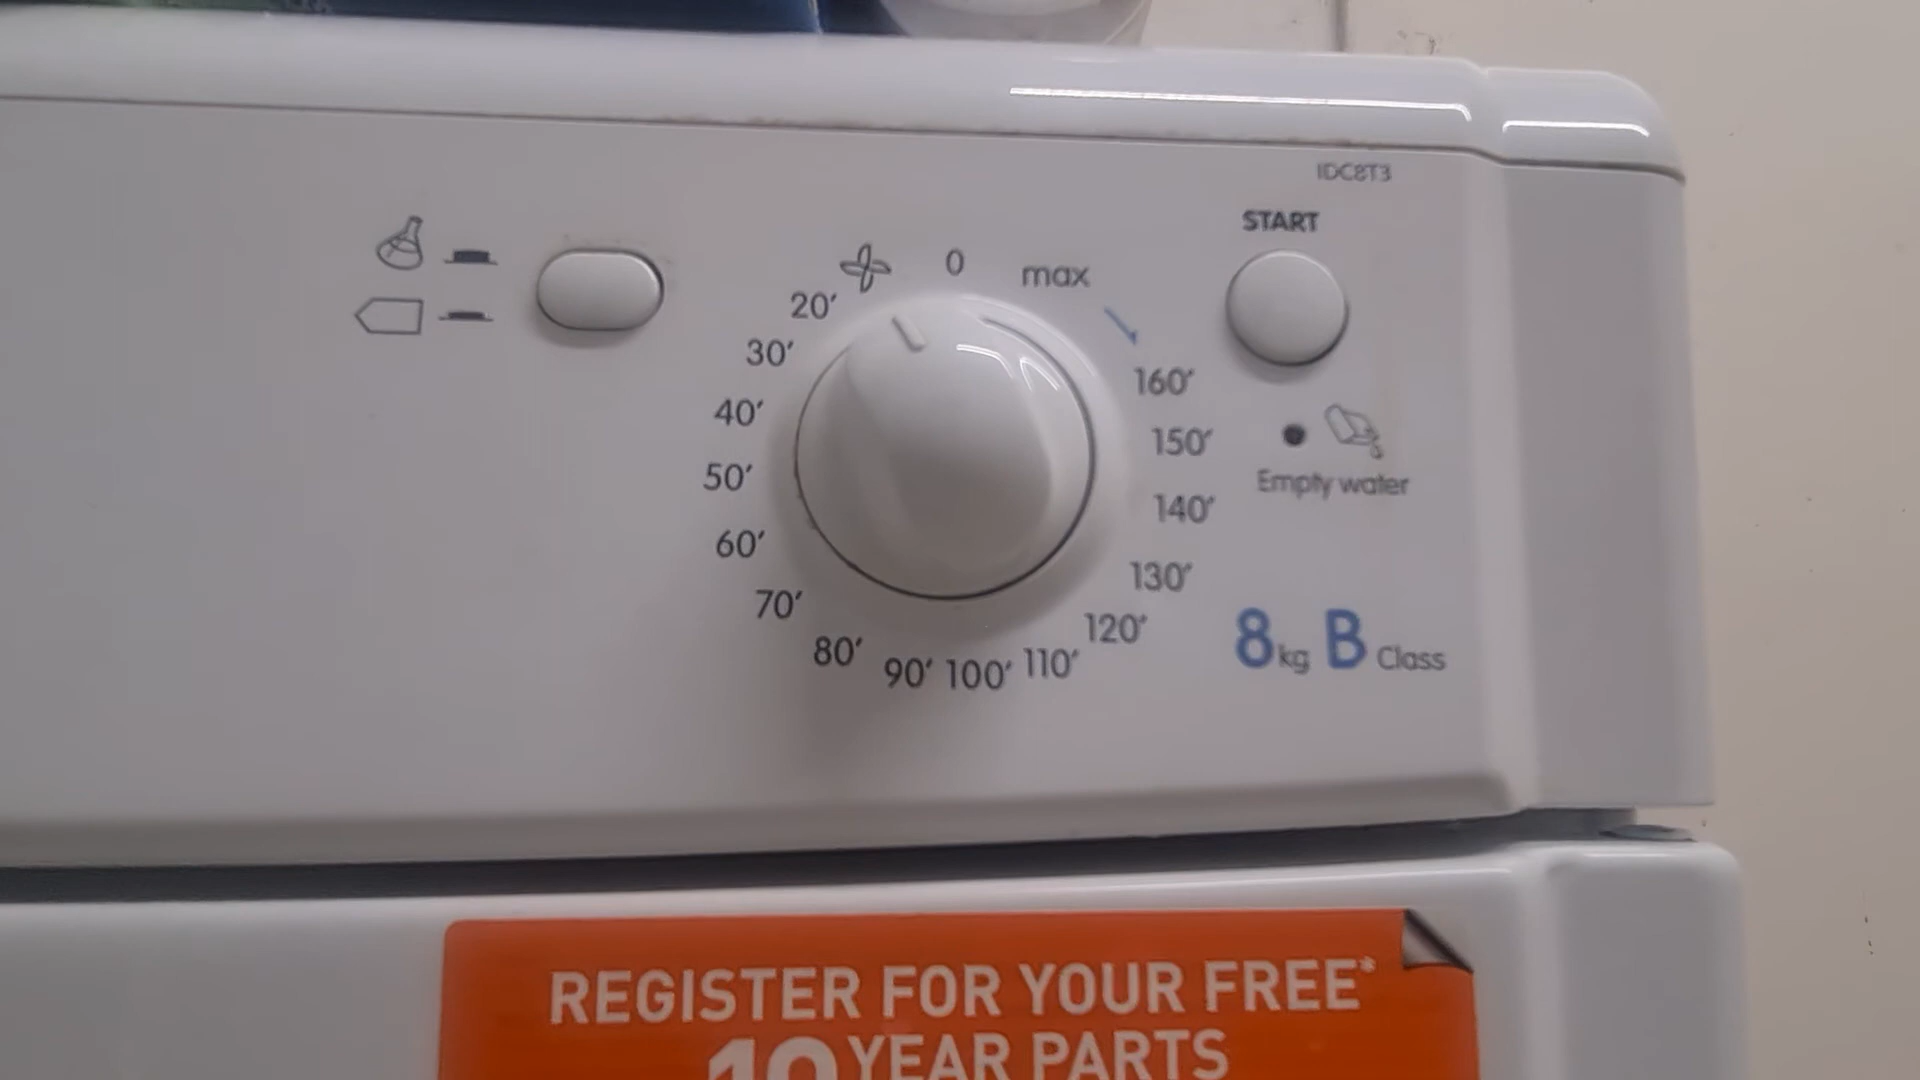 IDC8T3
START
0
max
20'
30'
40'
50'
60'
70'
80'
90'
100'
110'
120'
130'
140'
150'
160'
Empty water
8kg B Class
REGISTER FOR YOUR FREE*
10 YEAR PARTS